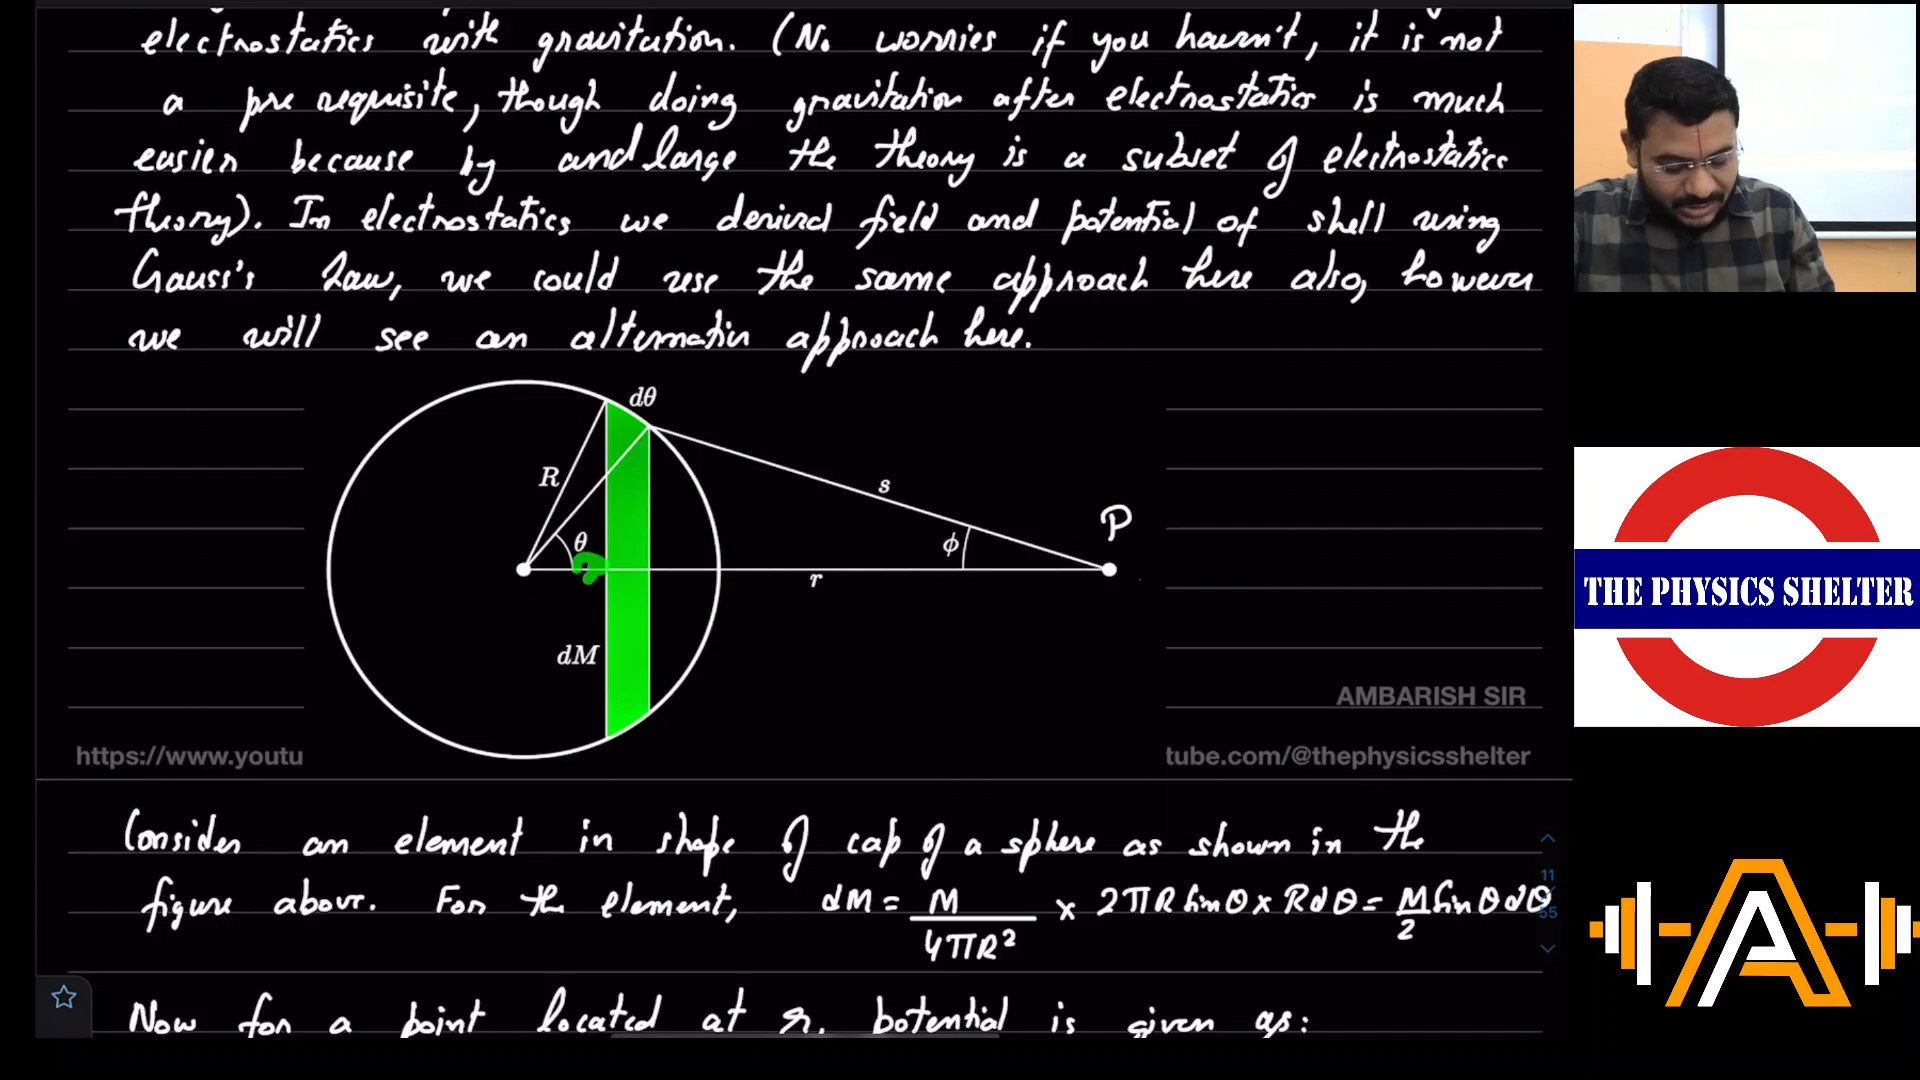 electrostatics with gravitation. (No worries if you haven't, it is not
a pre requisite, though doing gravitation after electrostatics is much
easier because by and large the theory is a subset of electrostatics
theory). In electrostatics we derived field and potential of shell using
Gauss's Law, we could use the same approach here also, however
we will see an alternative approach here.
dθ
R
s
P
θ
ϕ
r
dM
AMBARISH SIR
https://www.youtu
tube.com/@thephysicsshelter
THE PHYSICS SHELTER
Consider an element in shape of cap of a sphere as shown in the
figure above. For the element, dM = M/4πR² × 2πR Sinθ × Rdθ = M/2 Sinθ dθ
11
55
Now for a point located at r, potential is given as: